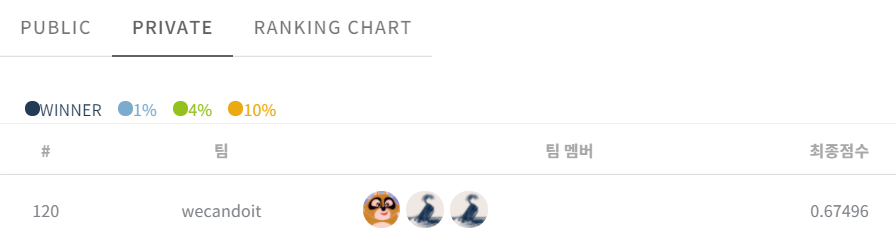 PUBLIC PRIVATE RANKING CHART
WINNER 1% 4% 10%
# 팀 팀 멤버 최종점수
120 wecandoit 0.67496